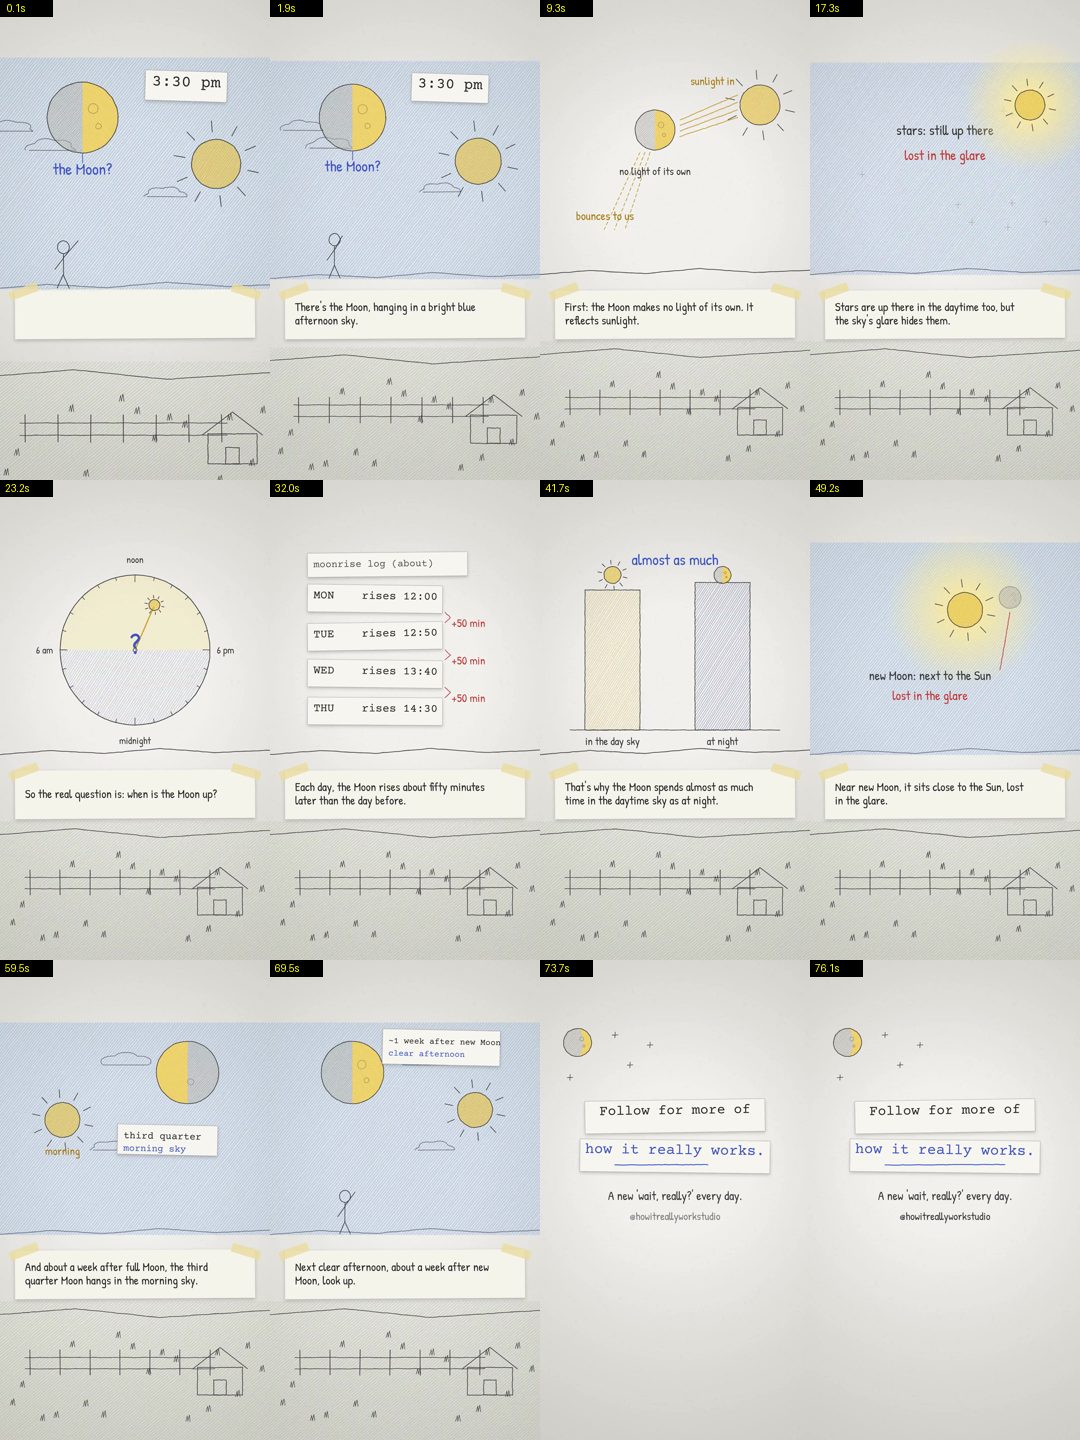 0.1s
3:30 pm
the Moon?
1.9s
3:30 pm
the Moon?
There's the Moon, hanging in a bright blue
afternoon sky.
9.3s
sunlight in
no light of its own
bounces to us
First: the Moon makes no light of its own. It
reflects sunlight.
17.3s
stars: still up there
lost in the glare
Stars are up there in the daytime too, but
the sky's glare hides them.
23.2s
noon
?
6 am
6 pm
midnight
So the real question is: when is the Moon up?
32.0s
moonrise log (about)
MON rises 12:00
+50 min
TUE rises 12:50
+50 min
WED rises 13:40
+50 min
THU rises 14:30
Each day, the Moon rises about fifty minutes
later than the day before.
41.7s
almost as much
in the day sky
at night
That's why the Moon spends almost as much
time in the daytime sky as at night.
49.2s
new Moon: next to the Sun
lost in the glare
Near new Moon, it sits close to the Sun, lost
in the glare.
59.5s
third quarter
morning sky
morning
And about a week after full Moon, the third
quarter Moon hangs in the morning sky.
69.5s
~1 week after new Moon
clear afternoon
Next clear afternoon, about a week after new
Moon, look up.
73.7s
Follow for more of
how it really works.
A new 'wait, really?' every day.
@howitreallyworkstudio
76.1s
Follow for more of
how it really works.
A new 'wait, really?' every day.
@howitreallyworkstudio